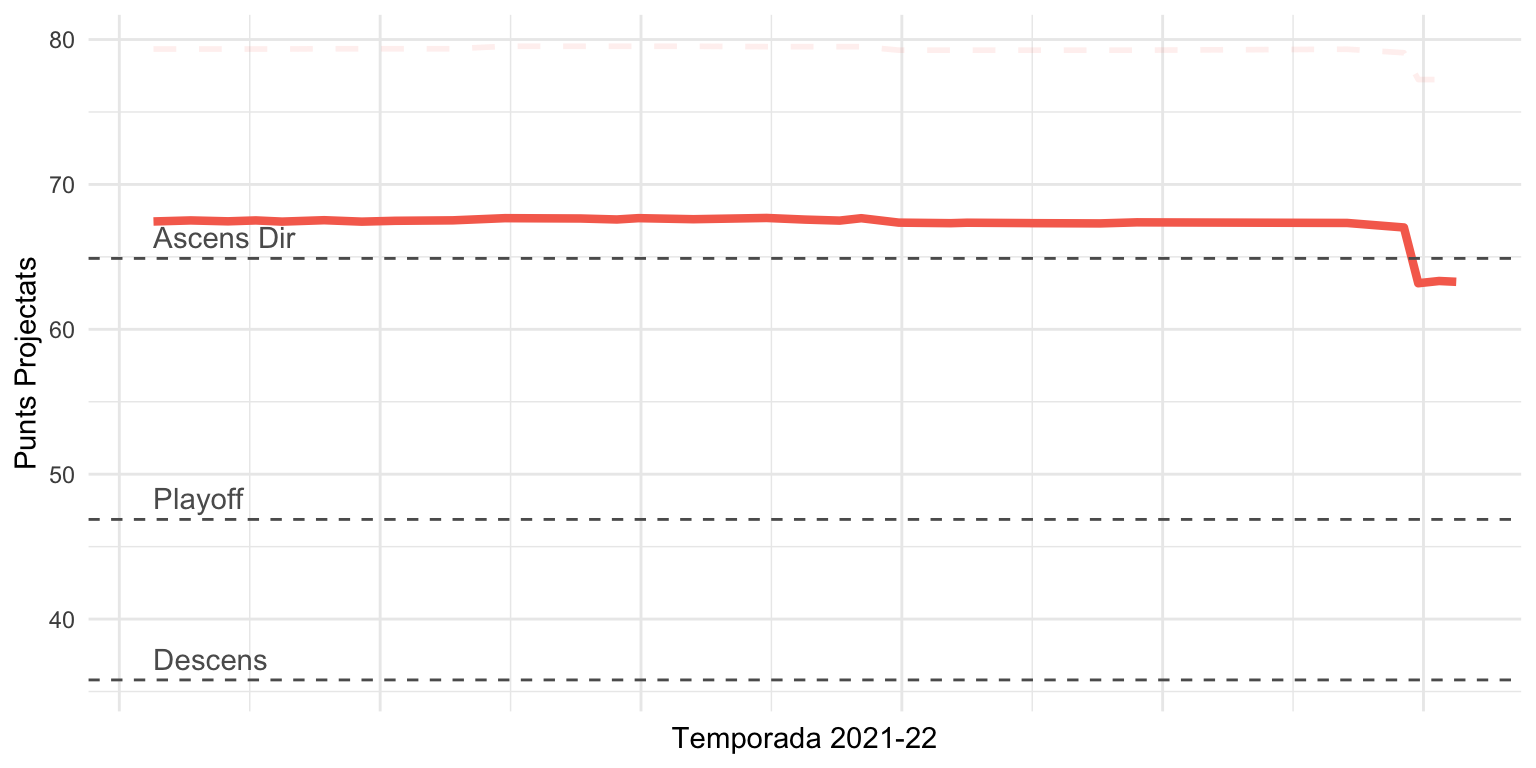 80
70
Ascens Dir
60
Punts Projectats
50
Playoff
40
Descens
Temporada 2021-22